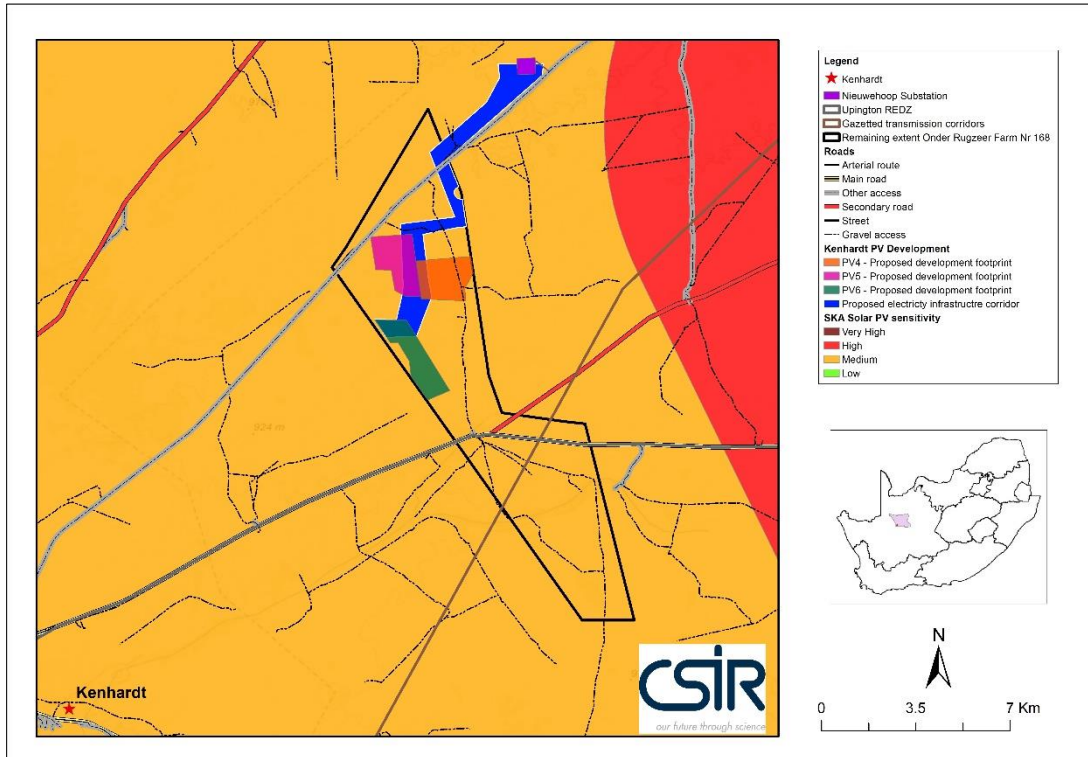 924 m
Kenhardt
CSIR
our future through science
Legend
Kenhardt
Nieuwehoop Substation
Upington REDZ
Gazetted transmission corridors
Remaining extent Onder Rugzeer Farm Nr 168
Roads
Arterial route
Main road
Other access
Secondary road
Street
Gravel access
Kenhardt PV Development
PV4 - Proposed development footprint
PV5 - Proposed development footprint
PV6 - Proposed development footprint
Proposed electricty infrastructre corridor
SKA Solar PV sensitivity
Very High
High
Medium
Low
N
0 3.5 7 Km